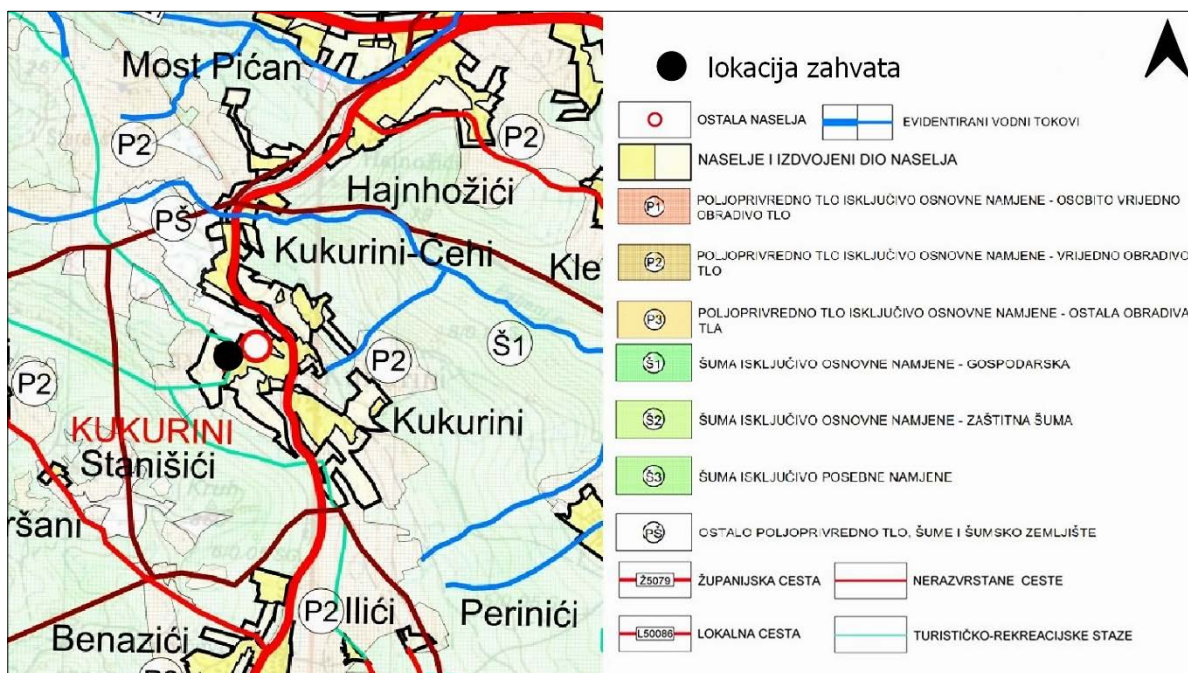 Most Pićan
P2
P2
Hajnhožići
PŠ
Kukurini-Čehi
Kle
P2
Š1
P2
Kukurini
KUKURINI
Stanišići
ršani
P2
Ilići
Perinići
Benazići
lokacija zahvata
OSTALA NASELJA
EVIDENTIRANI VODNI TOKOVI
NASELJE I IZDVOJENI DIO NASELJA
P1
POLJOPRIVREDNO TLO ISKLJUČIVO OSNOVNE NAMJENE - OSOBITO VRIJEDNO
OBRADIVO TLO
P2
POLJOPRIVREDNO TLO ISKLJUČIVO OSNOVNE NAMJENE - VRIJEDNO OBRADIVO
TLO
P3
POLJOPRIVREDNO TLO ISKLJUČIVO OSNOVNE NAMJENE - OSTALA OBRADIVA
TLA
Š1
ŠUMA ISKLJUČIVO OSNOVNE NAMJENE - GOSPODARSKA
Š2
ŠUMA ISKLJUČIVO OSNOVNE NAMJENE - ZAŠTITNA ŠUMA
Š3
ŠUMA ISKLJUČIVO POSEBNE NAMJENE
PŠ
OSTALO POLJOPRIVREDNO TLO, ŠUME I ŠUMSKO ZEMLJIŠTE
Ž5079
ŽUPANIJSKA CESTA
NERAZVRSTANE CESTE
L50086
LOKALNA CESTA
TURISTIČKO-REKREACIJSKE STAZE